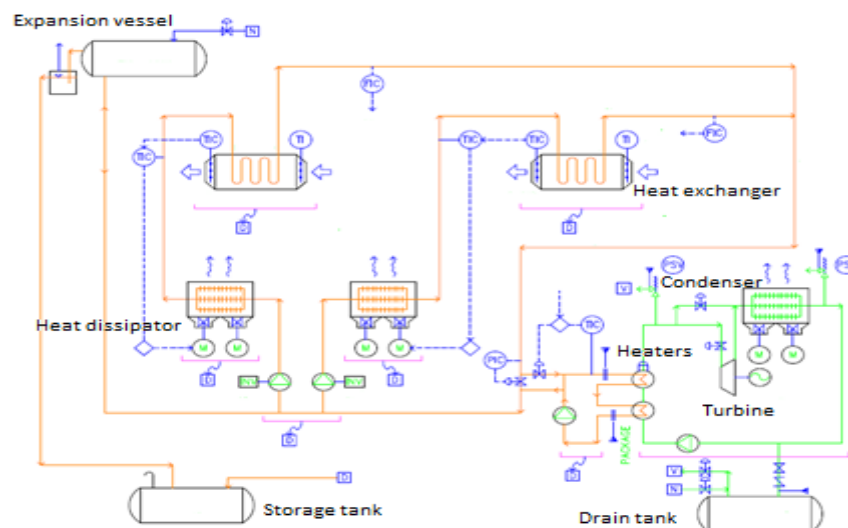 Expansion vessel
N
FIC
TIC
TI
TIC
TIC
TIC
TI
FIC
Heat exchanger
Condenser
PSV
V
Heat dissipator
M
M
M
M
INV
INV
D
D
D
TIC
PIC
Heaters
M
M
Turbine
PACKAGE
V
N
Storage tank
Drain tank